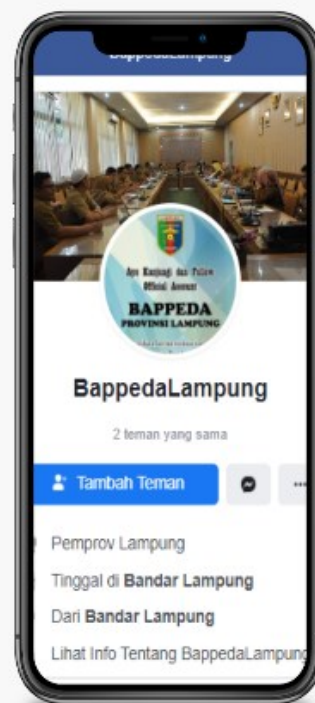 BappedaLampung
Ayo Kunjungi dan Follow
Official Account
BAPPEDA
PROVINSI LAMPUNG
BappedaLampung
2 teman yang sama
Tambah Teman
Pemprov Lampung
Tinggal di Bandar Lampung
Dari Bandar Lampung
Lihat Info Tentang BappedaLampung